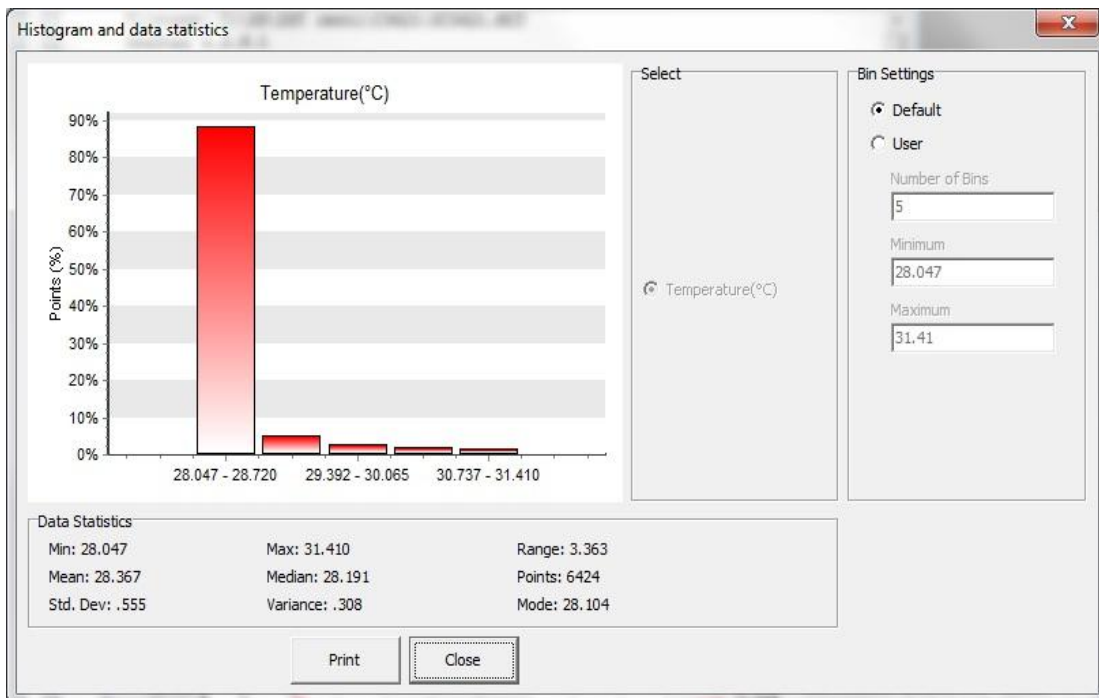 Histogram and data statistics
Temperature(°C)
Points (%)
90%
80%
70%
60%
50%
40%
30%
20%
10%
0%
28.047 - 28.720 29.392 - 30.065 30.737 - 31.410
Select
Temperature(°C)
Bin Settings
Default
User
Number of Bins
5
Minimum
28.047
Maximum
31.41
Data Statistics
Min: 28.047 Max: 31.410 Range: 3.363
Mean: 28.367 Median: 28.191 Points: 6424
Std. Dev: .555 Variance: .308 Mode: 28.104
Print Close